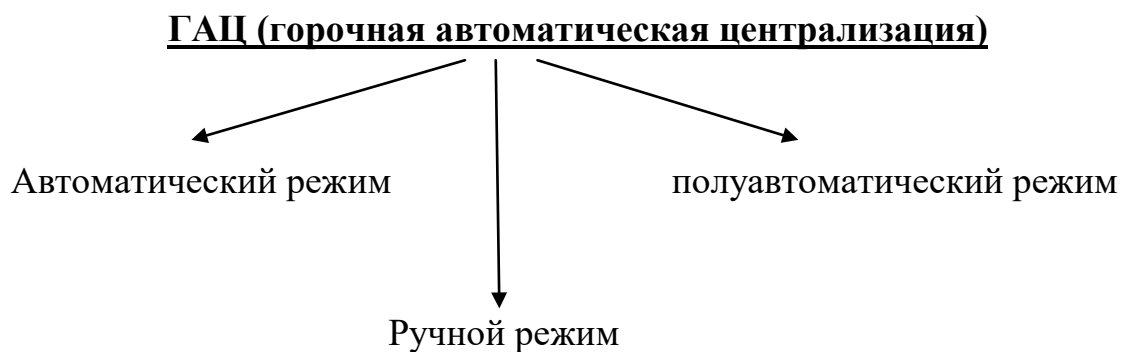 ГАЦ (горочная автоматическая централизация)
Автоматический режим
полуавтоматический режим
Ручной режим